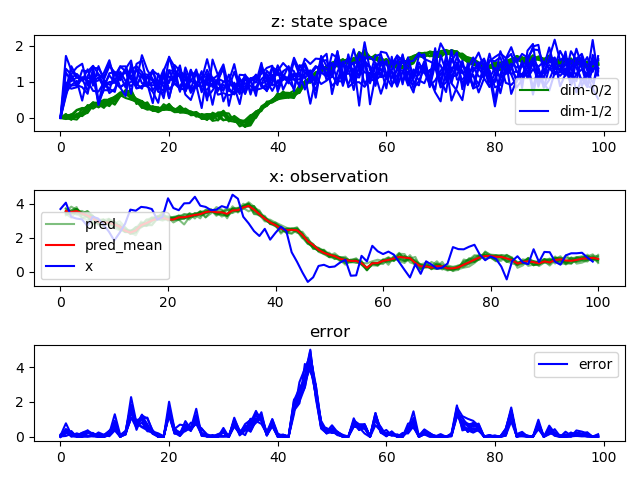 z: state space
2
1
0
dim-0/2
dim-1/2
0 20 40 60 80 100
x: observation
4
2
0
pred
pred_mean
x
0 20 40 60 80 100
error
4
2
0
error
0 20 40 60 80 100